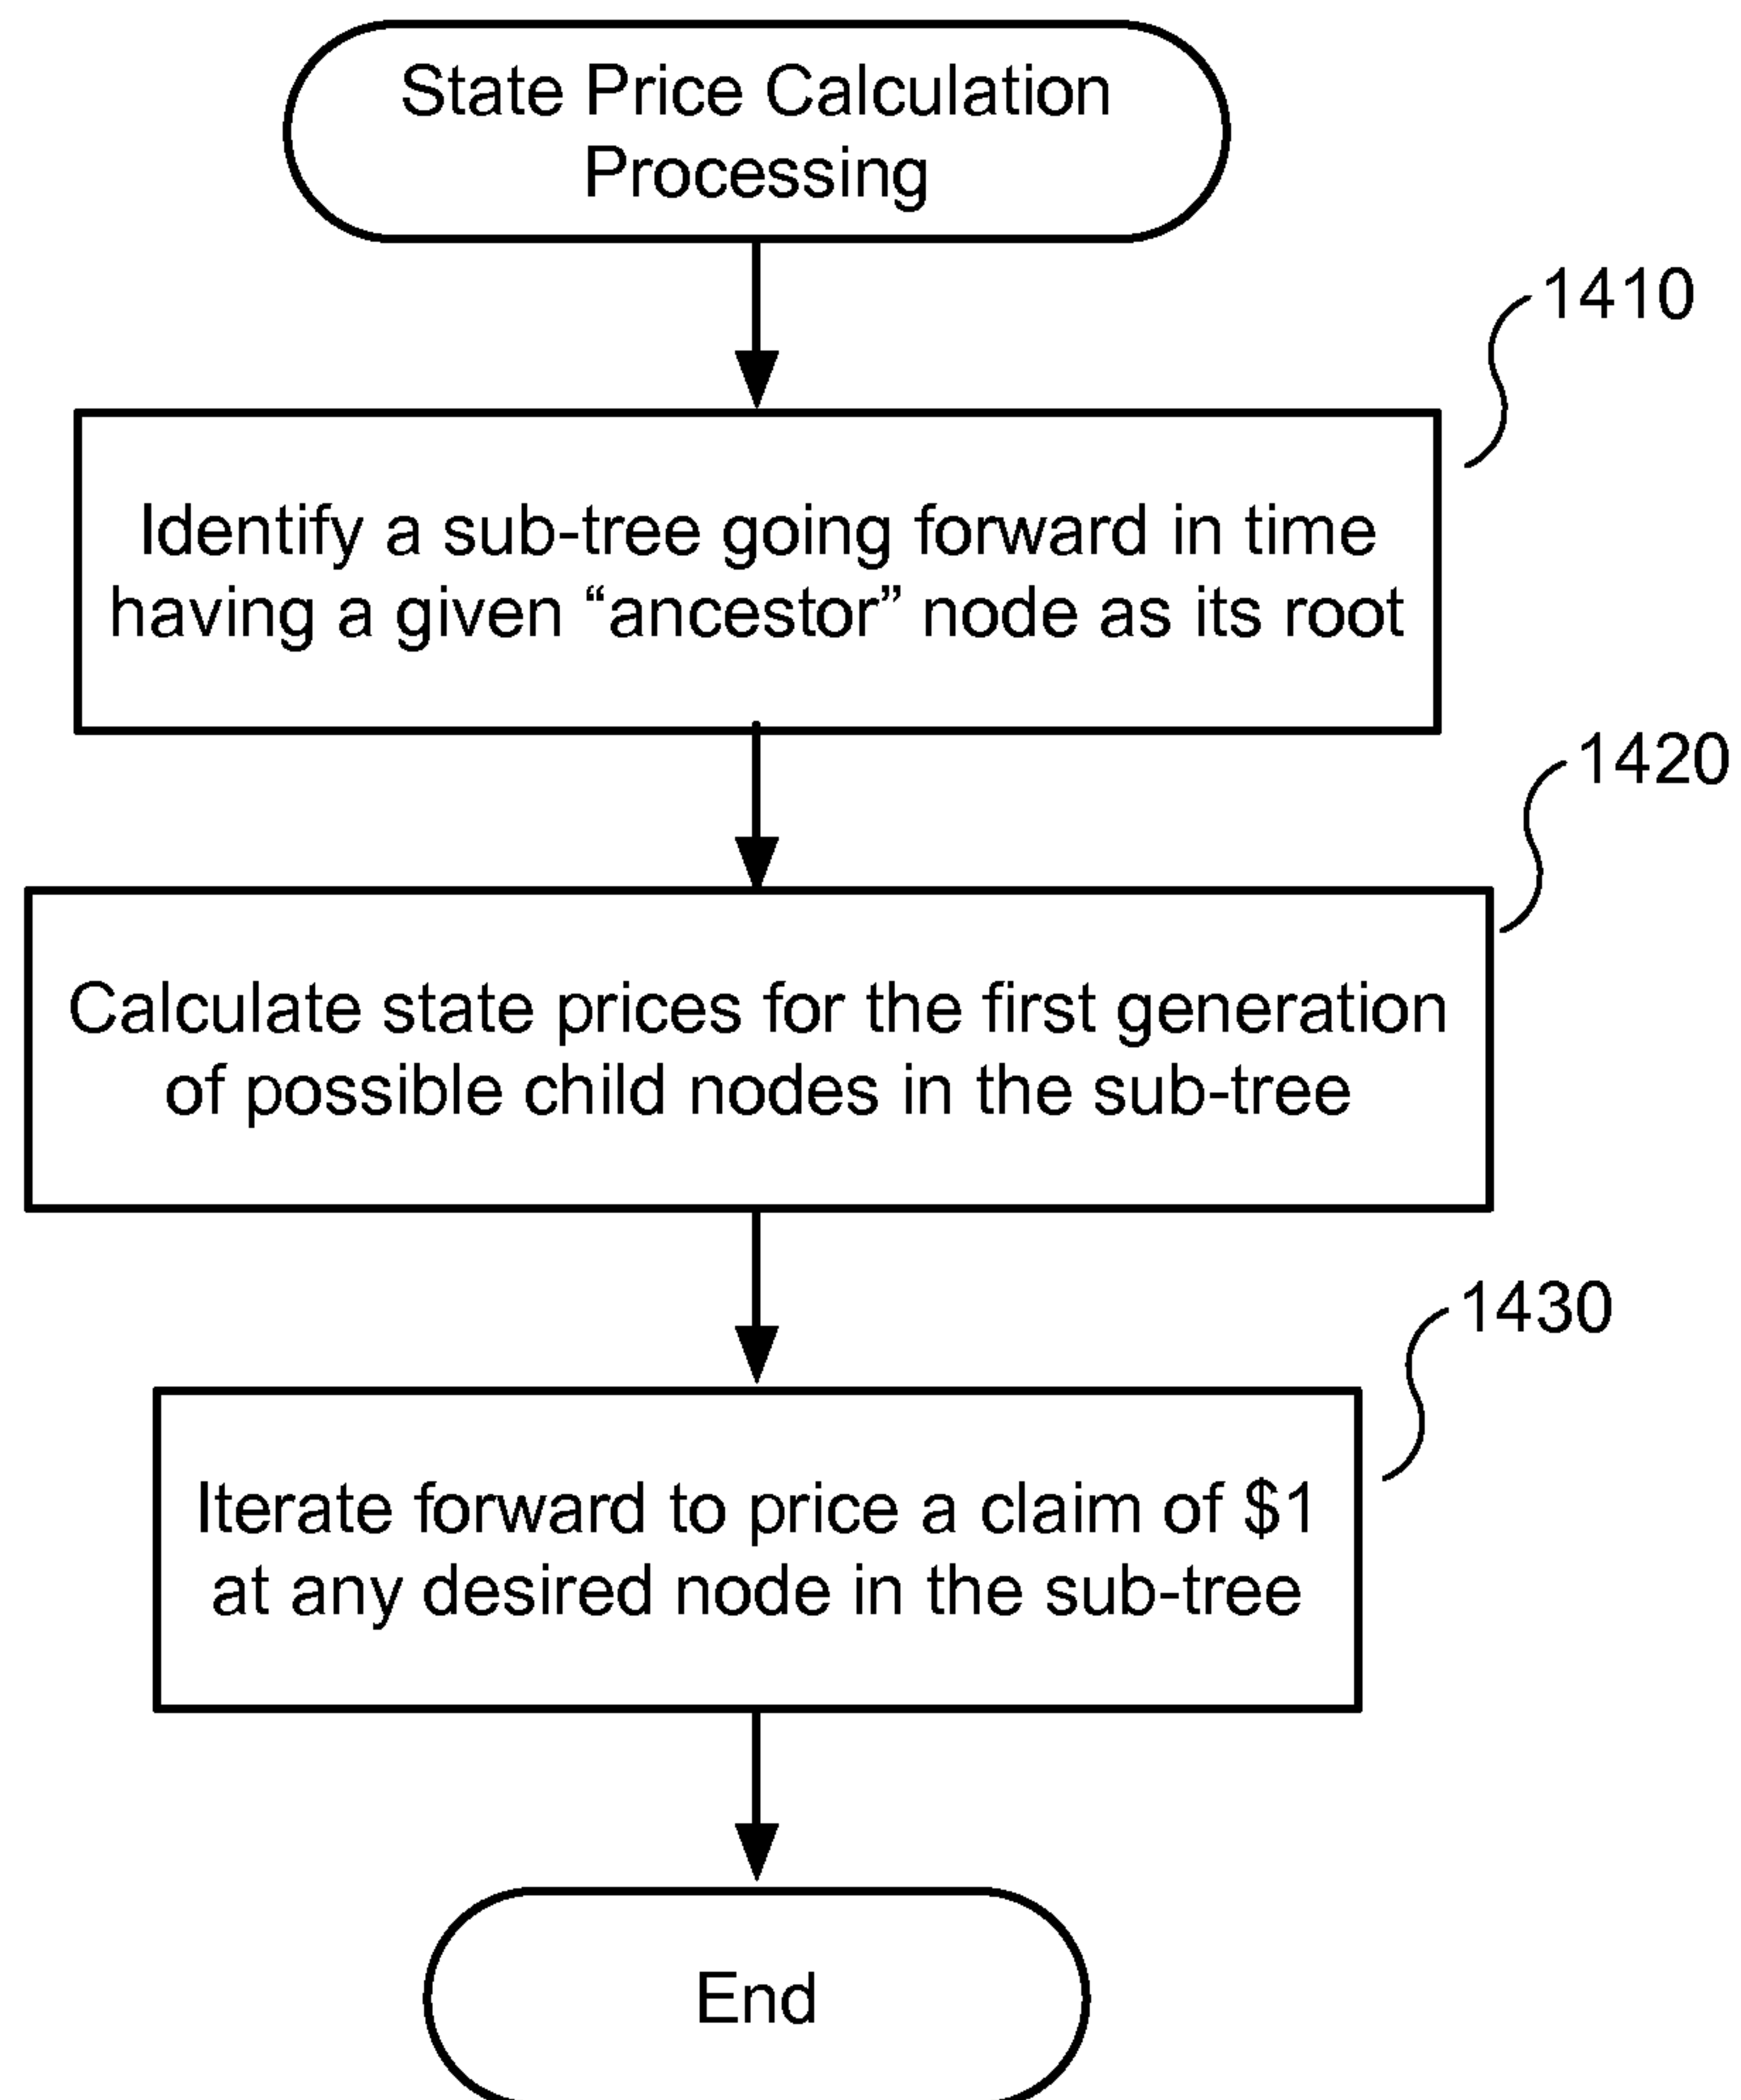 State Price Calculation
Processing
1410
Identify a sub-tree going forward in time
having a given “ancestor” node as its root
1420
Calculate state prices for the first generation
of possible child nodes in the sub-tree
1430
Iterate forward to price a claim of $1
at any desired node in the sub-tree
End